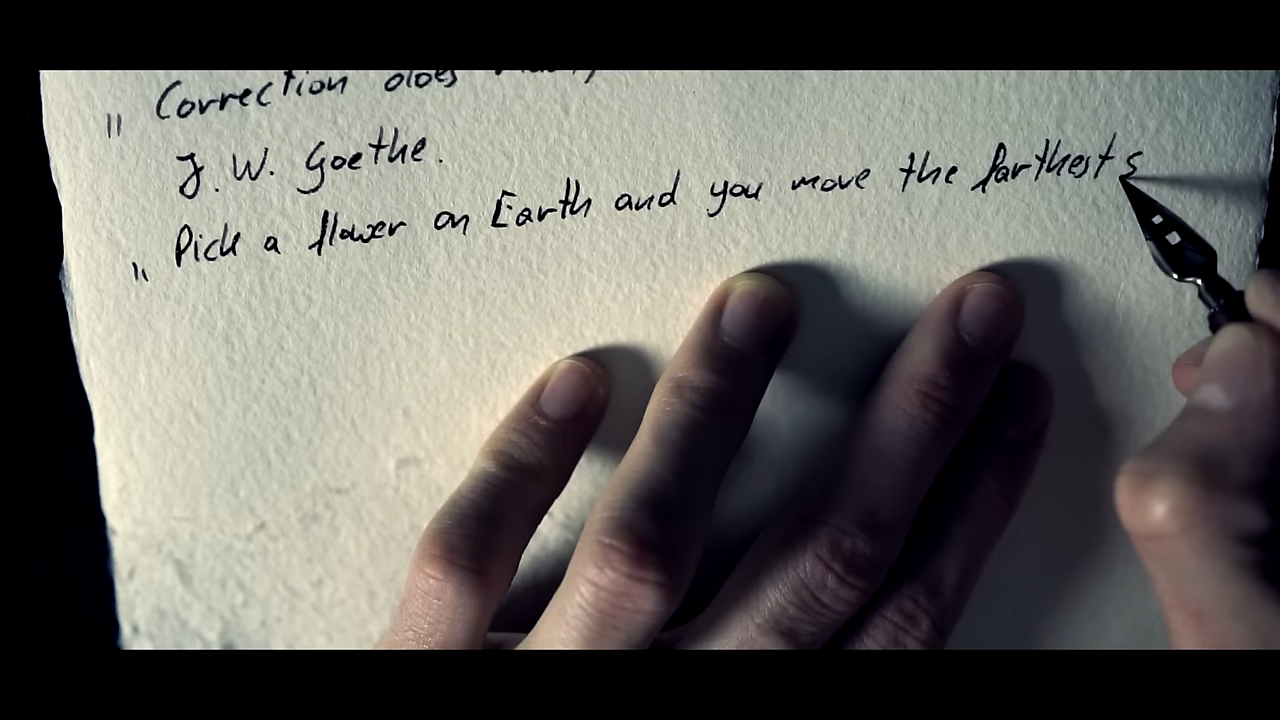 „ Correction does
J. W. Goethe.
„ Pick a flower on Earth and you move the farthest s